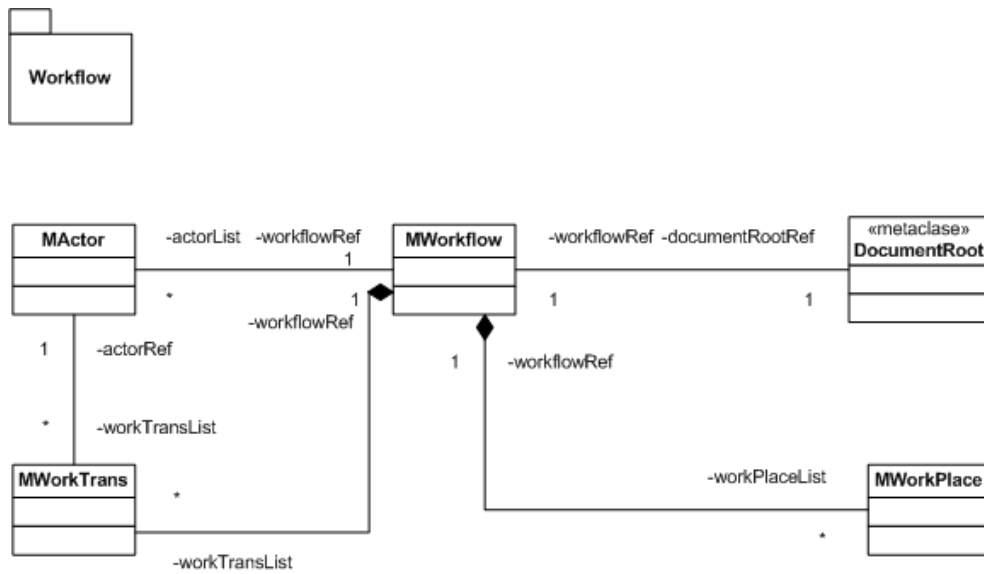 Workflow
MActor
-actorList
-workflowRef
1
*
MWorkflow
-workflowRef
-documentRootRef
1
1
«metaclase»
DocumentRoot
1
-workflowRef
1
-actorRef
*
-workTransList
1
-workflowRef
MWorkTrans
*
-workTransList
-workPlaceList
*
MWorkPlace